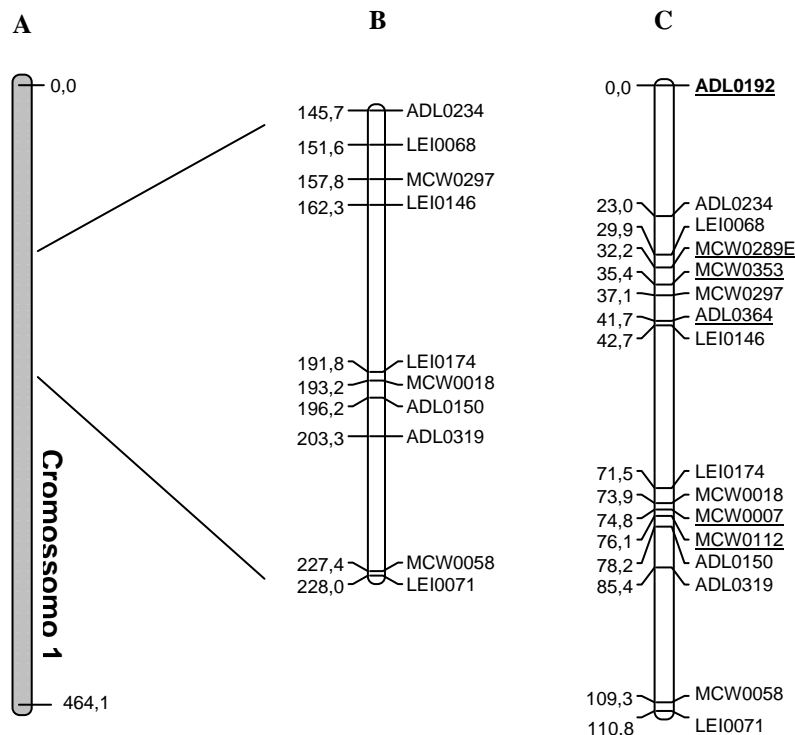 A
0,0
Cromossomo 1
464,1
B
145,7 ADL0234
151,6 LEI0068
157,8 MCW0297
162,3 LEI0146
191,8 LEI0174
193,2 MCW0018
196,2 ADL0150
203,3 ADL0319
227,4 MCW0058
228,0 LEI0071
C
0,0 ADL0192
23,0 ADL0234
29,9 LEI0068
32,2 MCW0289E
35,4 MCW0353
37,1 MCW0297
41,7 ADL0364
42,7 LEI0146
71,5 LEI0174
73,9 MCW0018
74,8 MCW0007
76,1 MCW0112
78,2 ADL0150
85,4 ADL0319
109,3 MCW0058
110,8 LEI0071